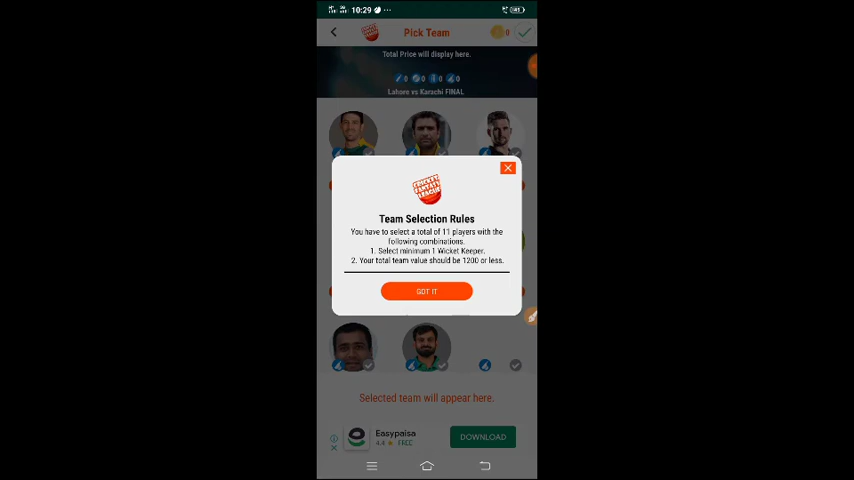 10:29
Pick Team
0
Total Price will display here.
0 0 0 0
Lahore vs Karachi FINAL
CRICKET
FANTASY
LEAGUE
Team Selection Rules
You have to select a total of 11 players with the
following combinations.
1. Select minimum 1 Wicket Keeper.
2. Your total team value should be 1200 or less.
GOT IT
Selected team will appear here.
Easypaisa
4.4 ★ FREE
DOWNLOAD